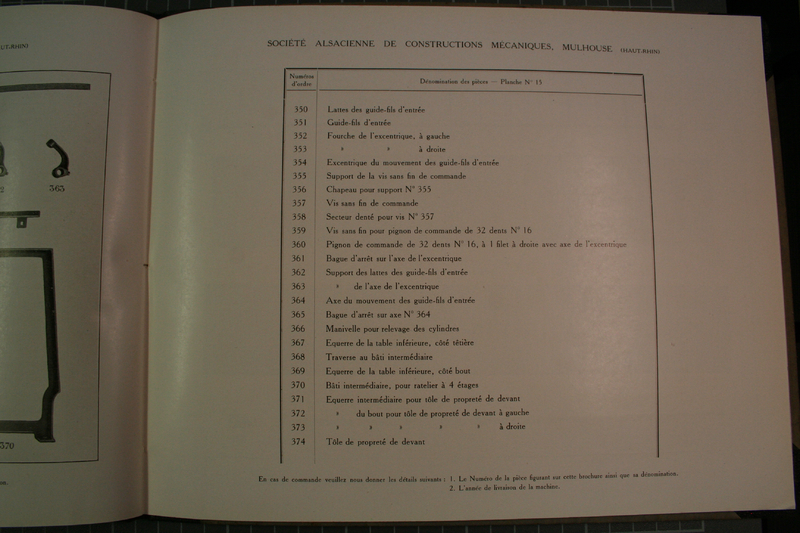 UT-RHIN)
363
370
SOCIÉTÉ ALSACIENNE DE CONSTRUCTIONS MÉCANIQUES, MULHOUSE (HAUT-RHIN)
Numéros d'ordre Dénomination des pièces — Planche N° 15
350 Lattes des guide-fils d'entrée
351 Guide-fils d'entrée
352 Fourche de l'excentrique, à gauche
353 » » à droite
354 Excentrique du mouvement des guide-fils d'entrée
355 Support de la vis sans fin de commande
356 Chapeau pour support N° 355
357 Vis sans fin de commande
358 Secteur denté pour vis N° 357
359 Vis sans fin pour pignon de commande de 32 dents N° 16
360 Pignon de commande de 32 dents N° 16, à 1 filet à droite avec axe de l'excentrique
361 Bague d'arrêt sur l'axe de l'excentrique
362 Support des lattes des guide-fils d'entrée
363 » de l'axe de l'excentrique
364 Axe du mouvement des guide-fils d'entrée
365 Bague d'arrêt sur axe N° 364
366 Manivelle pour relevage des cylindres
367 Equerre de la table inférieure, côté têtière
368 Traverse au bâti intermédiaire
369 Equerre de la table inférieure, côté bout
370 Bâti intermédiaire, pour ratelier à 4 étages
371 Equerre intermédiaire pour tôle de propreté de devant
372 » du bout pour tôle de propreté de devant à gauche
373 » » » » » à droite
374 Tôle de propreté de devant
En cas de commande veuillez nous donner les détails suivants : 1. Le Numéro de la pièce figurant sur cette brochure ainsi que sa dénomination.
2. L'année de livraison de la machine.